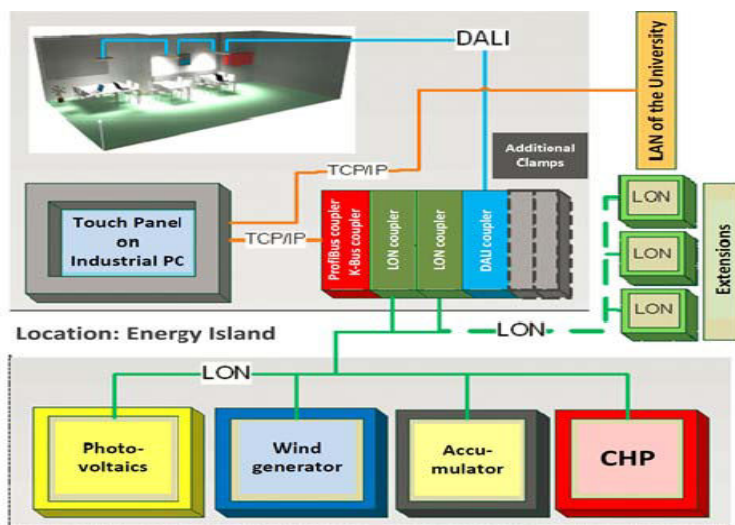 DALI
LAN of the University
Additional
Clamps
TCP/IP
TCP/IP
Touch Panel
on
Industrial PC
ProfiBus coupler
K-Bus coupler
LON coupler
LON coupler
DALI coupler
LON
LON
LON
Extensions
Location: Energy Island
LON
LON
Photo-
voltaics
Wind
generator
Accu-
mulator
CHP